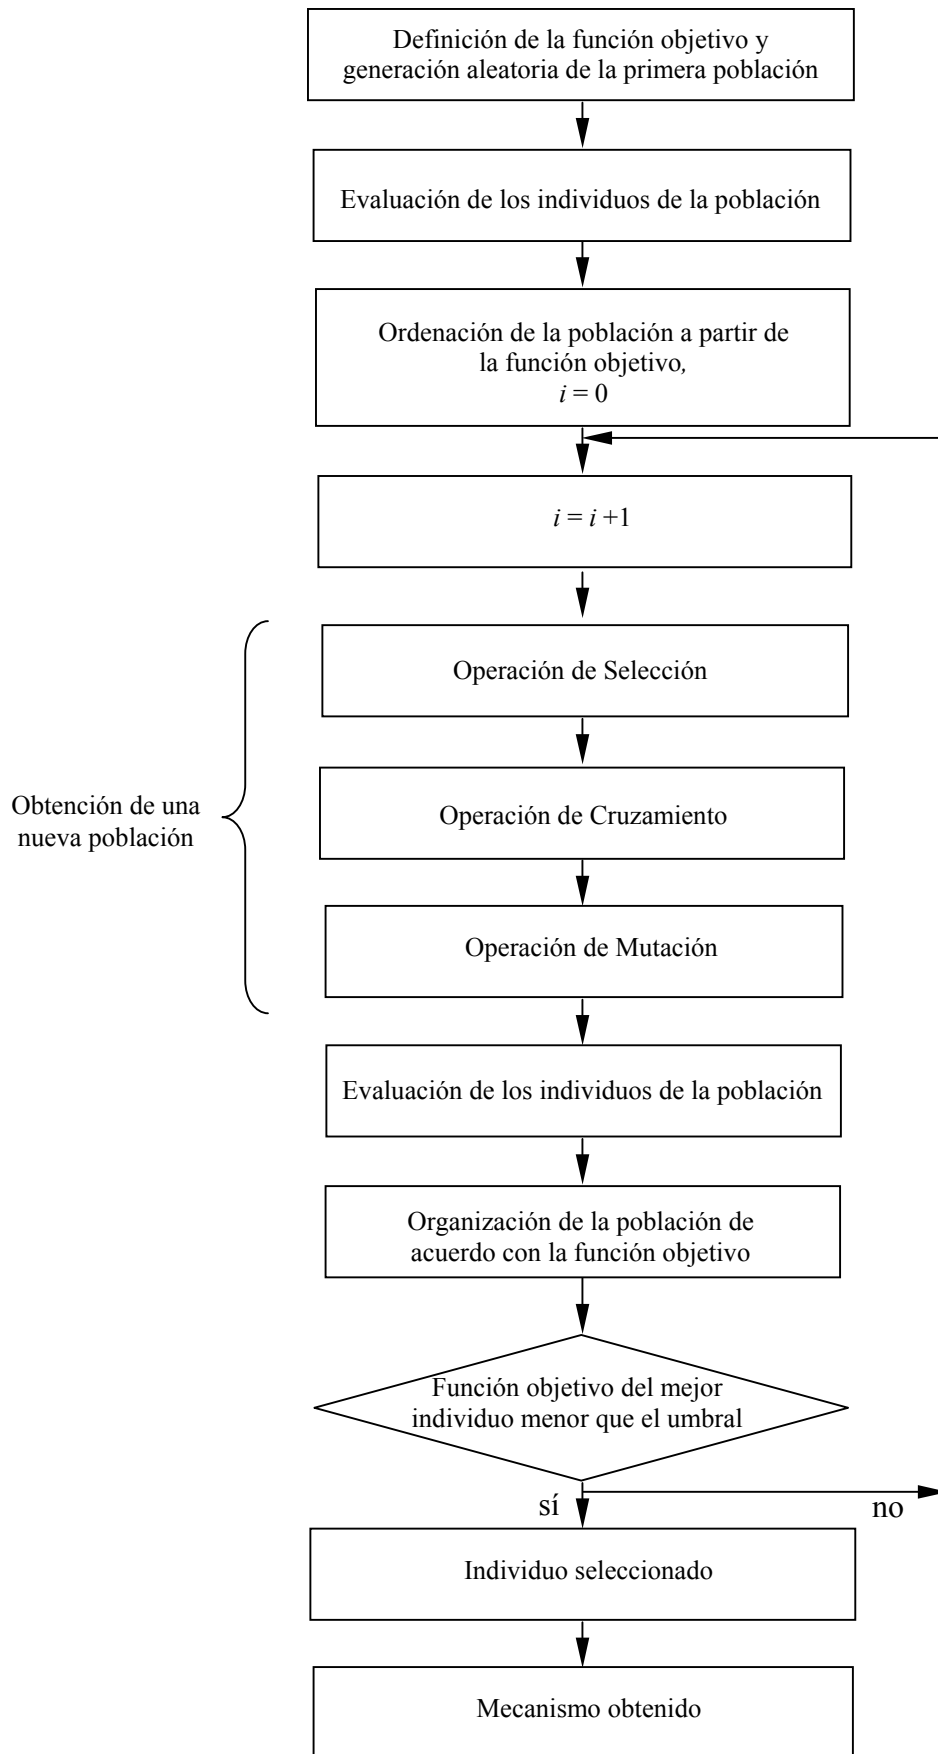 Definición de la función objetivo y
generación aleatoria de la primera población
Evaluación de los individuos de la población
Ordenación de la población a partir de
la función objetivo,
i = 0
i = i +1
Operación de Selección
Operación de Cruzamiento
Obtención de una
nueva población
Operación de Mutación
Evaluación de los individuos de la población
Organización de la población de
acuerdo con la función objetivo
Función objetivo del mejor
individuo menor que el umbral
sí
no
Individuo seleccionado
Mecanismo obtenido